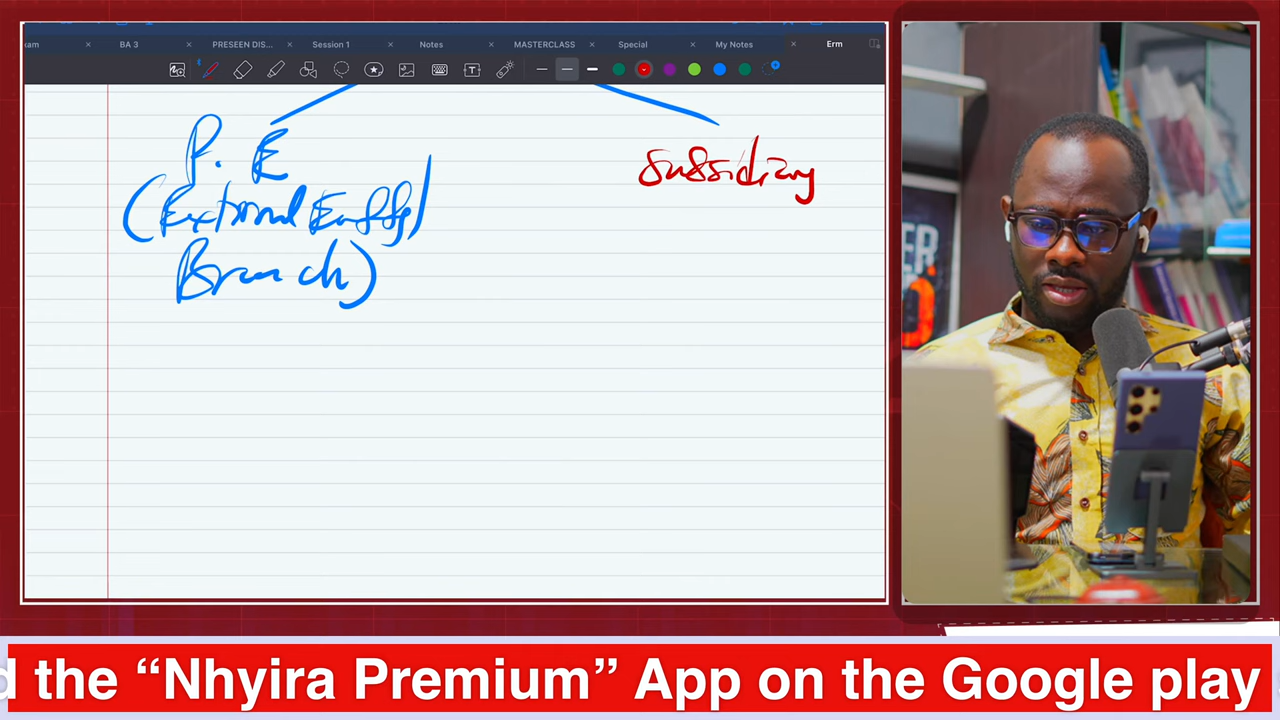 am BA 3 PRESEEN DIS... Session 1 Notes MASTERCLASS Special My Notes Erm
P. E
Subsidiary
(External Entity/
Branch)
d the “Nhyira Premium” App on the Google play